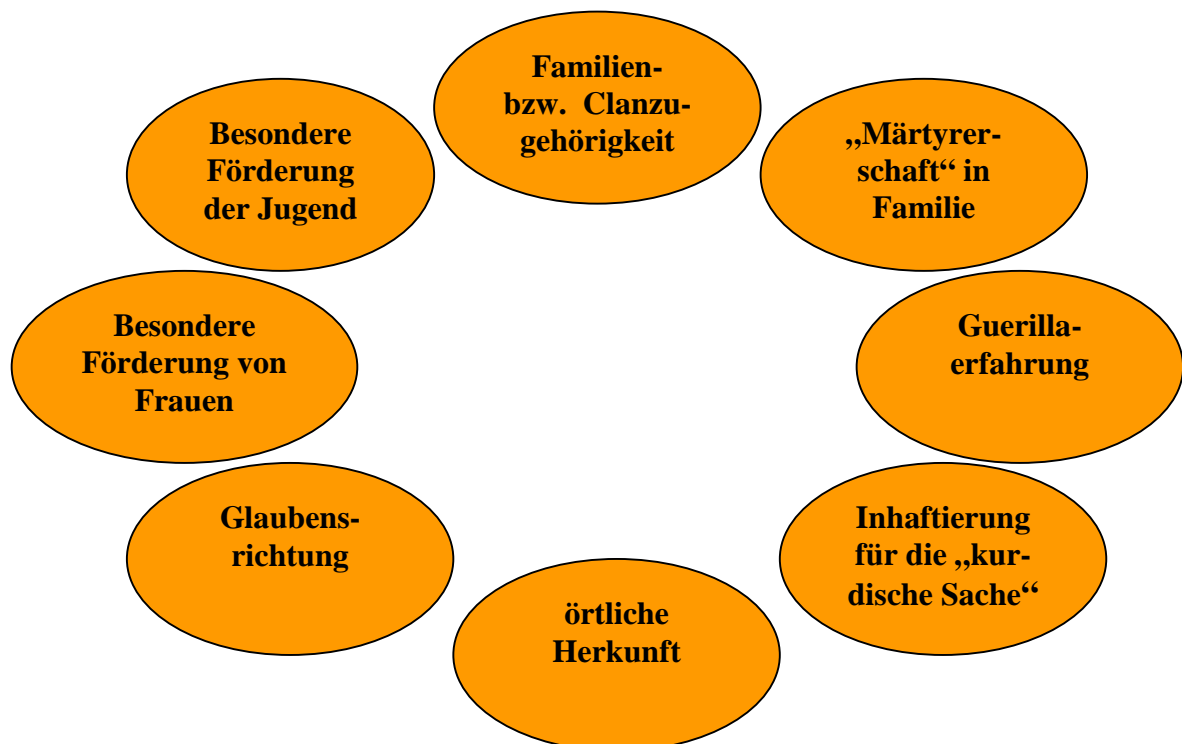 Familien-
bzw. Clanzu-
gehörigkeit
„Märtyrer-
schaft“ in
Familie
Guerilla-
erfahrung
Inhaftierung
für die „kur-
dische Sache“
örtliche
Herkunft
Glaubens-
richtung
Besondere
Förderung von
Frauen
Besondere
Förderung
der Jugend